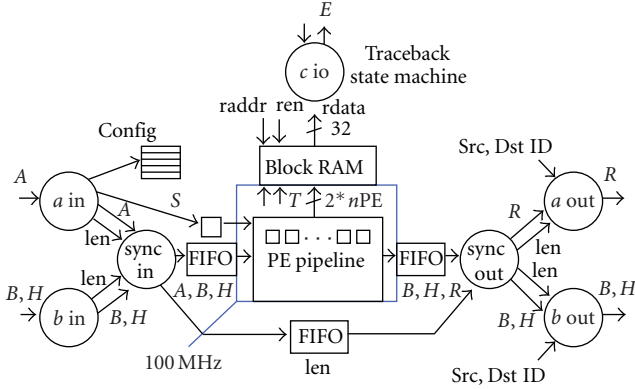 E
c io
Traceback
state machine
raddr ren rdata
32
Config
Block RAM
Src, Dst ID
A
a in
S
T
2* nPE
R
a out
A
len
R
len
sync
in
FIFO
· · ·
PE pipeline
FIFO
sync
out
len
B, H
A, B, H
B, H, R
len
B, H
B, H
b in
B, H
b out
B, H
FIFO
100 MHz
len
Src, Dst ID